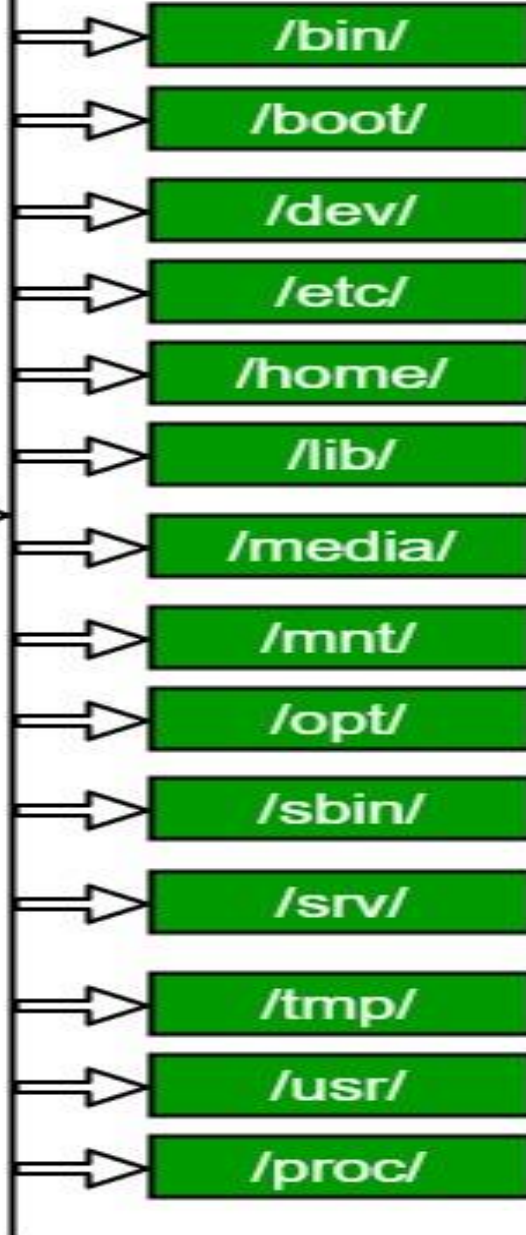 /bin/
/boot/
/dev/
/etc/
/home/
/lib/
/media/
/mnt/
/opt/
/sbin/
/srv/
/tmp/
/usr/
/proc/